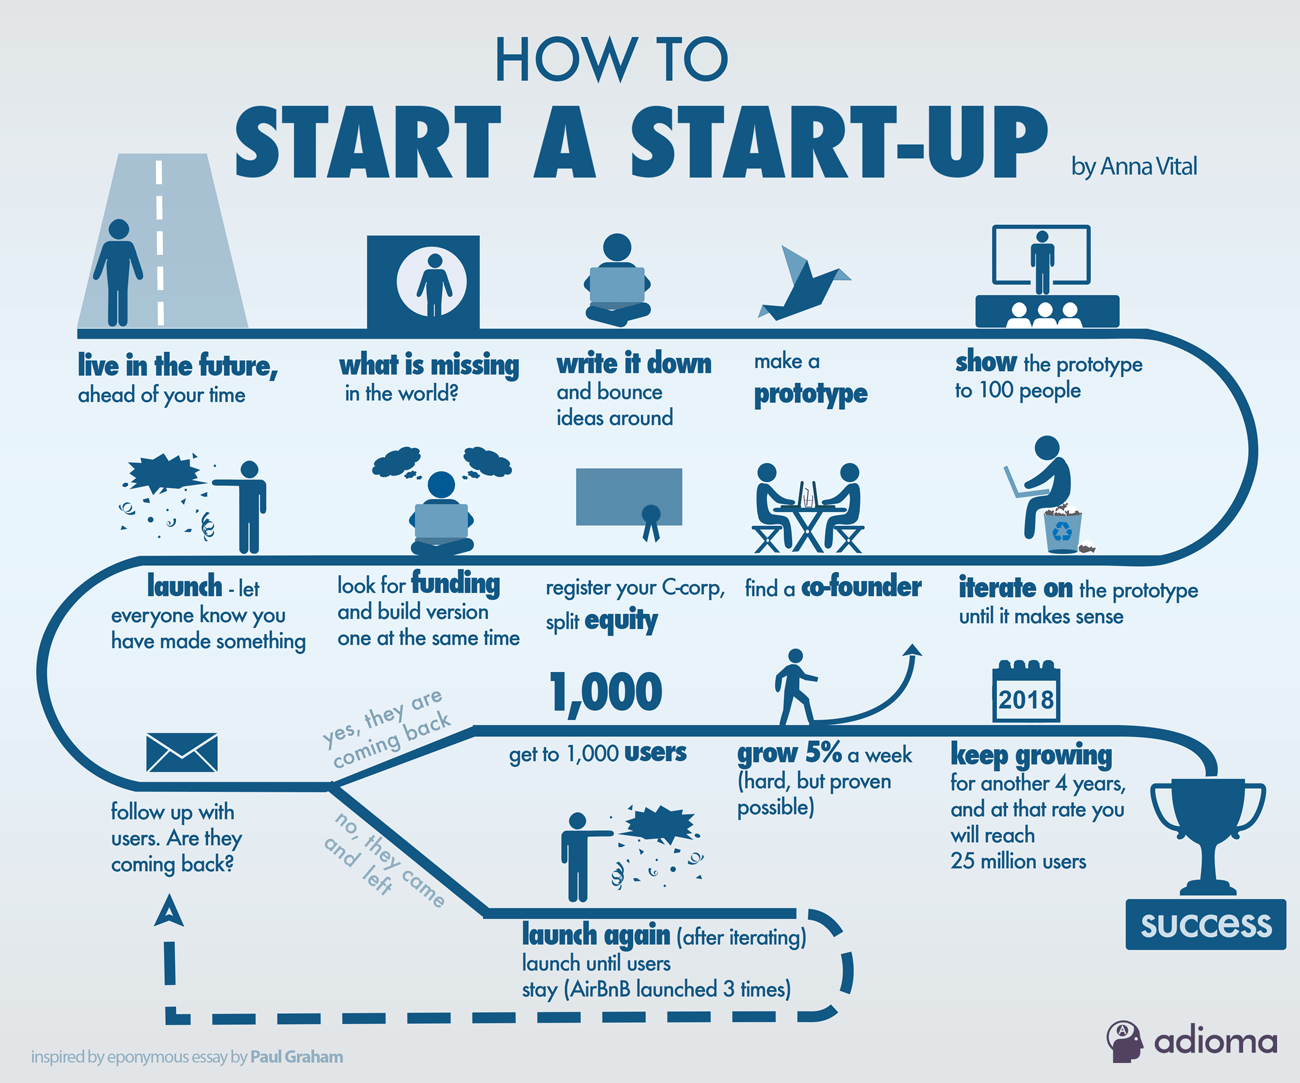 HOW TO
START A START-UP
by Anna Vital
live in the future,
ahead of your time
what is missing
in the world?
write it down
and bounce
ideas around
make a
prototype
show the prototype
to 100 people
iterate on the prototype
until it makes sense
find a co-founder
register your C-corp,
split equity
look for funding
and build version
one at the same time
launch - let
everyone know you
have made something
follow up with
users. Are they
coming back?
yes, they are
coming back
1,000
get to 1,000 users
grow 5% a week
(hard, but proven
possible)
2018
keep growing
for another 4 years,
and at that rate you
will reach
25 million users
success
no, they came
and left
launch again (after iterating)
launch until users
stay (AirBnB launched 3 times)
inspired by eponymous essay by Paul Graham
A
adioma